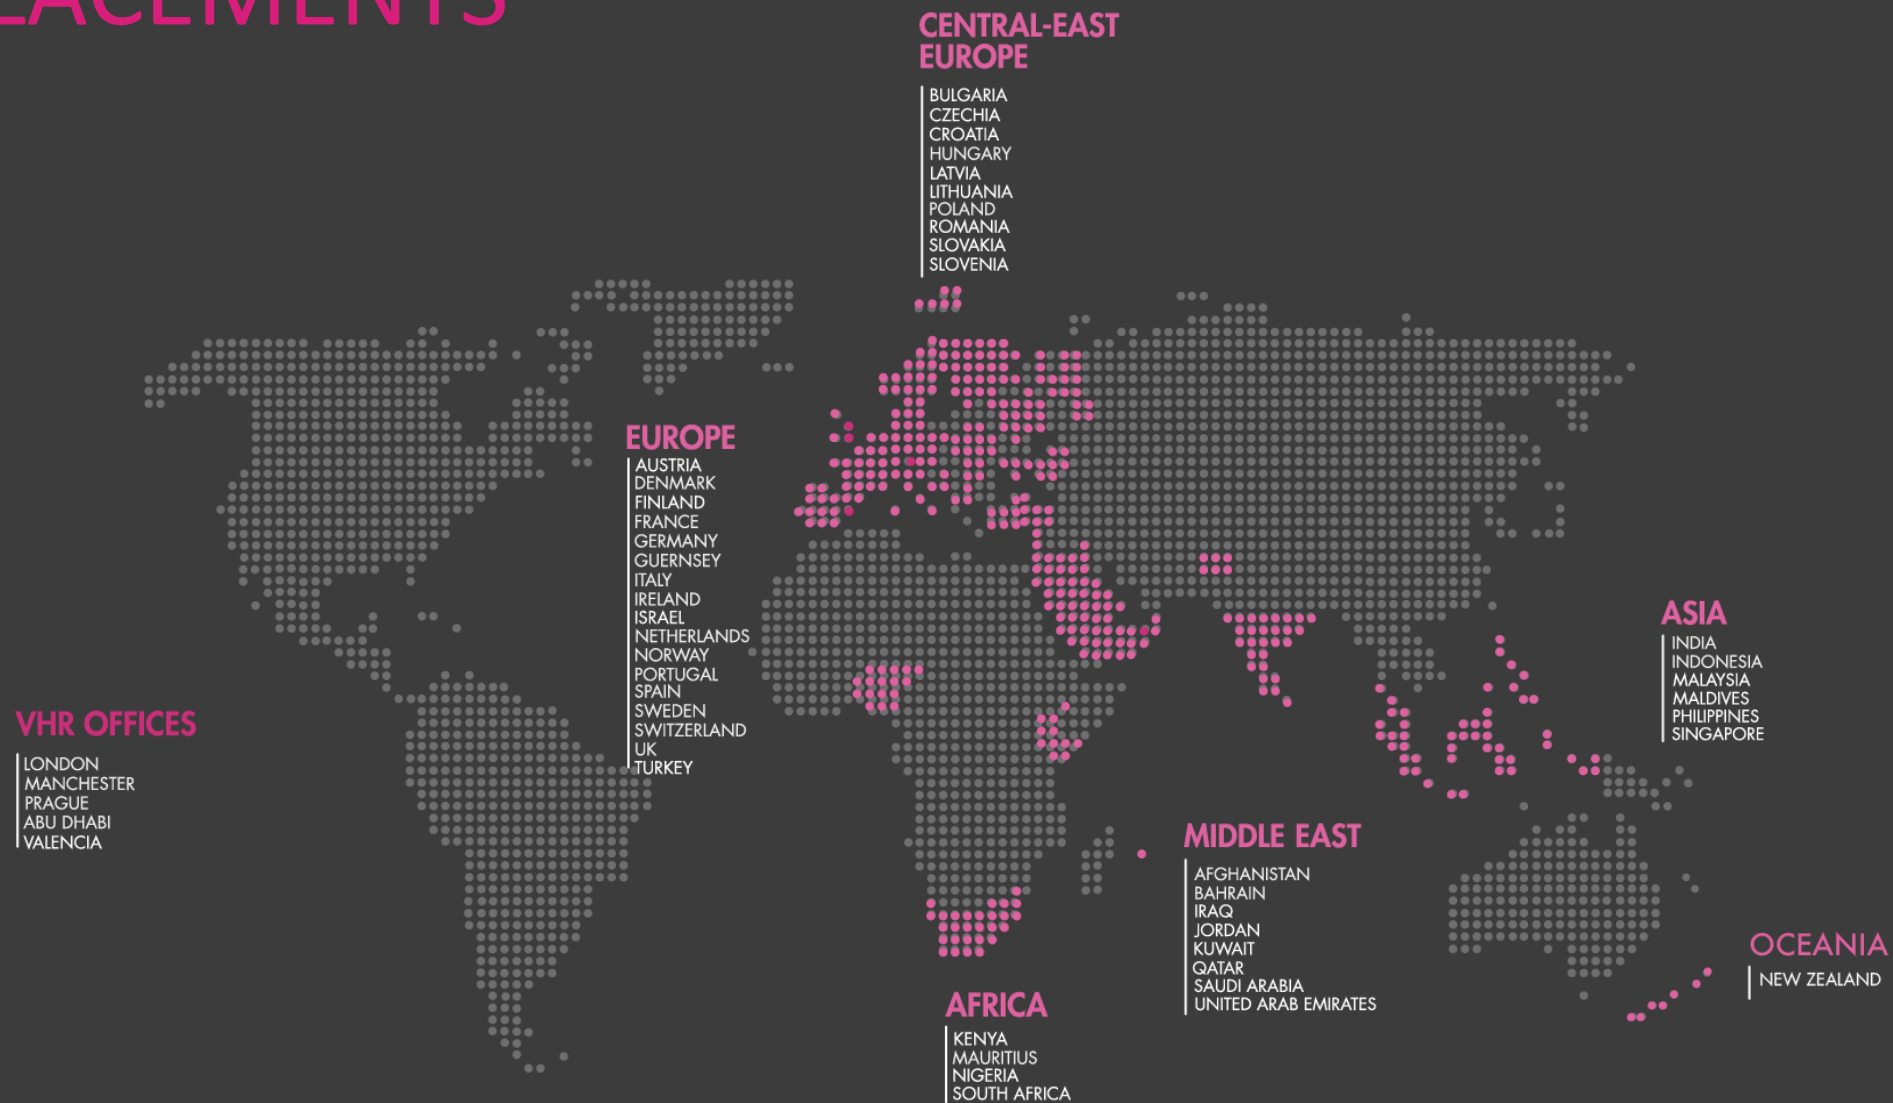 LACEMENTS
CENTRAL-EAST
EUROPE
BULGARIA
CZECHIA
CROATIA
HUNGARY
LATVIA
LITHUANIA
POLAND
ROMANIA
SLOVAKIA
SLOVENIA
EUROPE
AUSTRIA
DENMARK
FINLAND
FRANCE
GERMANY
GUERNSEY
ITALY
IRELAND
ISRAEL
NETHERLANDS
NORWAY
PORTUGAL
SPAIN
SWEDEN
SWITZERLAND
UK
TURKEY
ASIA
INDIA
INDONESIA
MALAYSIA
MALDIVES
PHILIPPINES
SINGAPORE
VHR OFFICES
LONDON
MANCHESTER
PRAGUE
ABU DHABI
VALENCIA
MIDDLE EAST
AFGHANISTAN
BAHRAIN
IRAQ
JORDAN
KUWAIT
QATAR
SAUDI ARABIA
UNITED ARAB EMIRATES
OCEANIA
NEW ZEALAND
AFRICA
KENYA
MAURITIUS
NIGERIA
SOUTH AFRICA